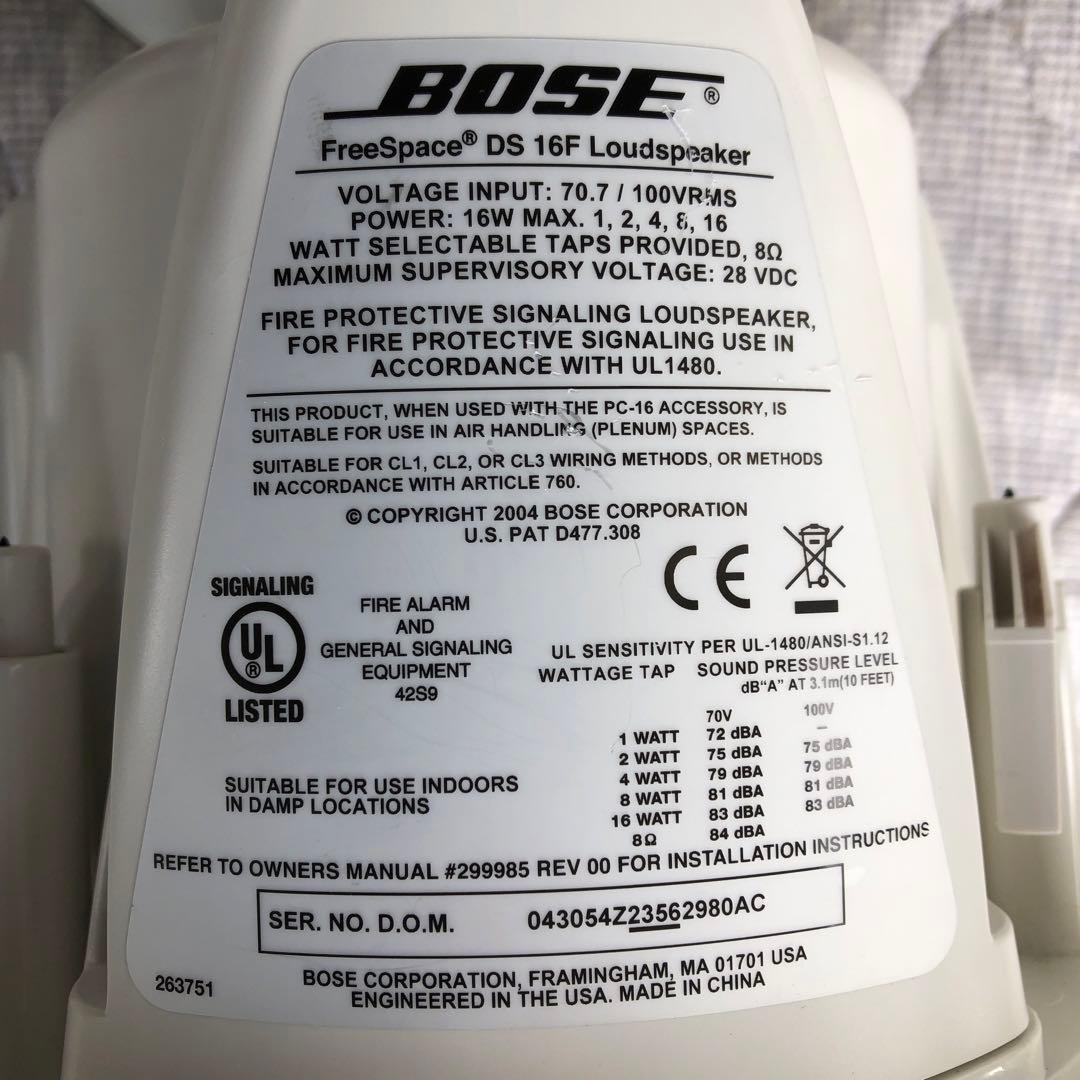 BOSE®
FreeSpace® DS 16F Loudspeaker
VOLTAGE INPUT: 70.7 / 100VRMS
POWER: 16W MAX. 1, 2, 4, 8, 16
WATT SELECTABLE TAPS PROVIDED, 8Ω
MAXIMUM SUPERVISORY VOLTAGE: 28 VDC
FIRE PROTECTIVE SIGNALING LOUDSPEAKER,
FOR FIRE PROTECTIVE SIGNALING USE IN
ACCORDANCE WITH UL1480.
THIS PRODUCT, WHEN USED WITH THE PC-16 ACCESSORY, IS
SUITABLE FOR USE IN AIR HANDLING (PLENUM) SPACES.
SUITABLE FOR CL1, CL2, OR CL3 WIRING METHODS, OR METHODS
IN ACCORDANCE WITH ARTICLE 760.
© COPYRIGHT 2004 BOSE CORPORATION
U.S. PAT D477.308
CE
SIGNALING
UL®
LISTED
FIRE ALARM
AND
GENERAL SIGNALING
EQUIPMENT
42S9
UL SENSITIVITY PER UL-1480/ANSI-S1.12
WATTAGE TAP SOUND PRESSURE LEVEL
dB"A" AT 3.1m(10 FEET)
70V 100V
1 WATT 72 dBA –
2 WATT 75 dBA 75 dBA
4 WATT 79 dBA 79 dBA
8 WATT 81 dBA 81 dBA
16 WATT 83 dBA 83 dBA
8Ω 84 dBA
SUITABLE FOR USE INDOORS
IN DAMP LOCATIONS
REFER TO OWNERS MANUAL #299985 REV 00 FOR INSTALLATION INSTRUCTIONS
SER. NO. D.O.M. 043054Z23562980AC
263751
BOSE CORPORATION, FRAMINGHAM, MA 01701 USA
ENGINEERED IN THE USA. MADE IN CHINA